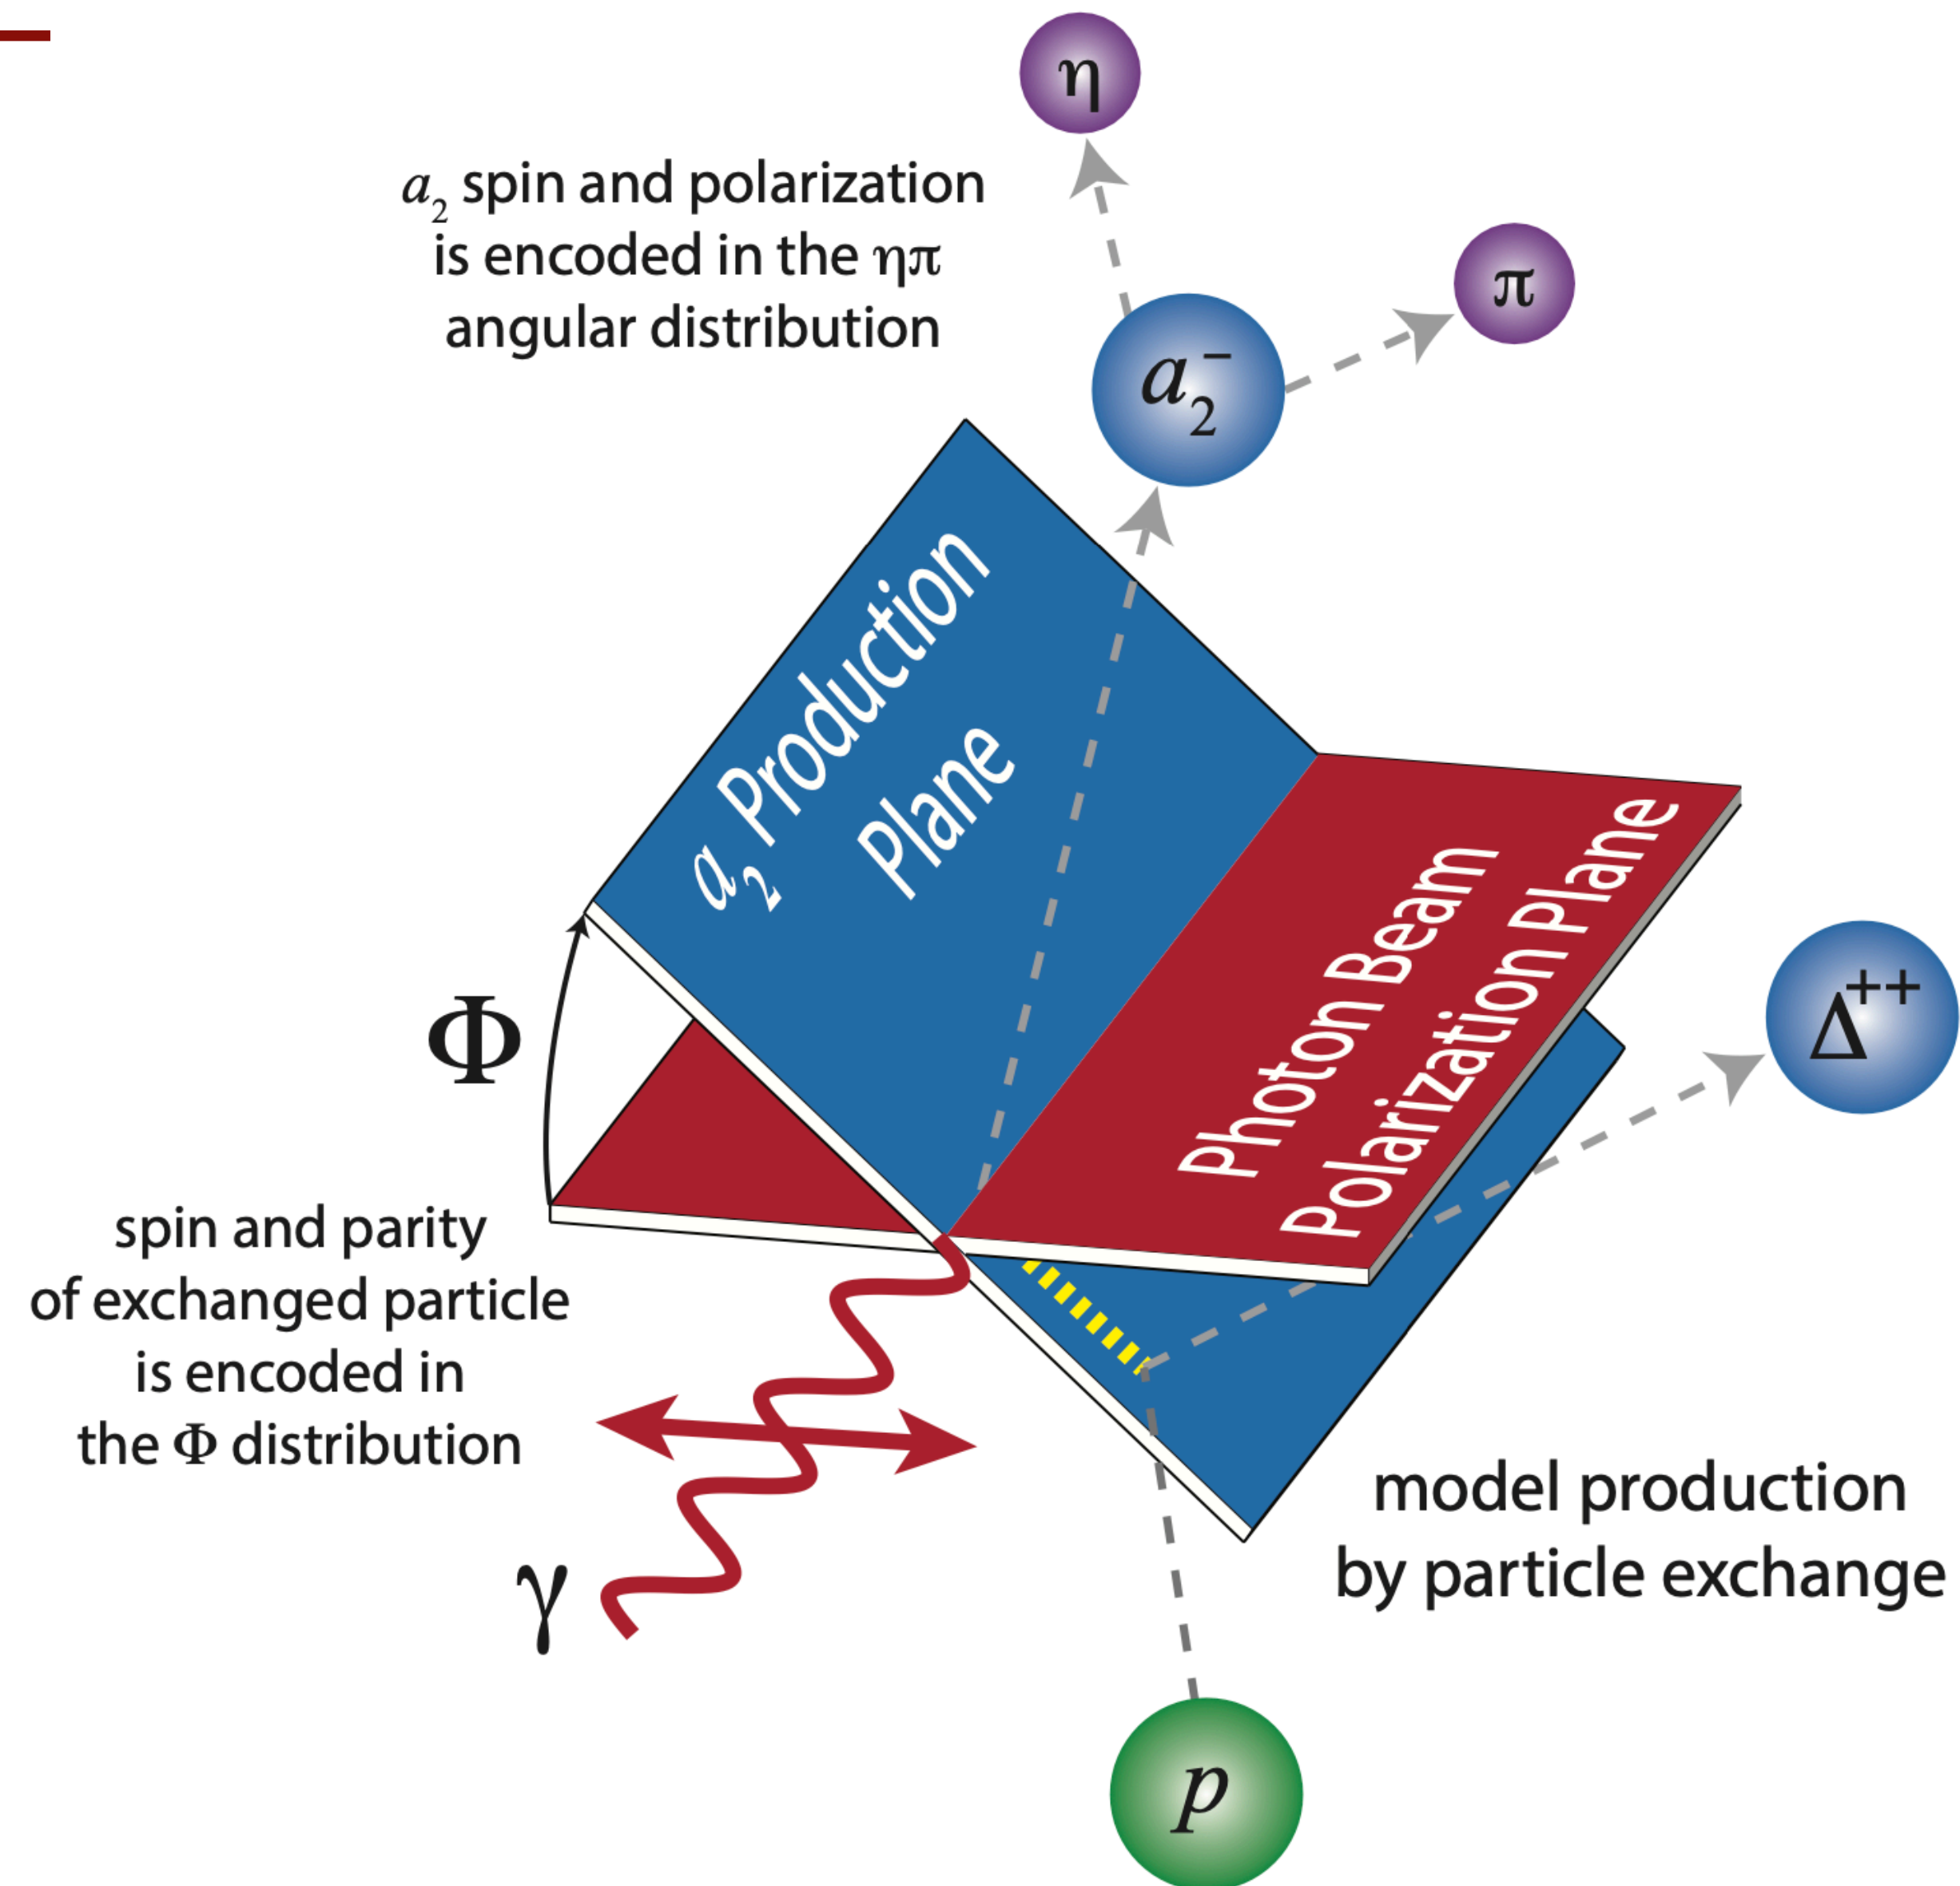 η
a₂ spin and polarization
is encoded in the ηπ
angular distribution
π
a₂⁻
a₂ Production
Plane
Photon Beam
Polarization Plane
Δ⁺⁺
Φ
spin and parity
of exchanged particle
is encoded in
the Φ distribution
γ
model production
by particle exchange
p